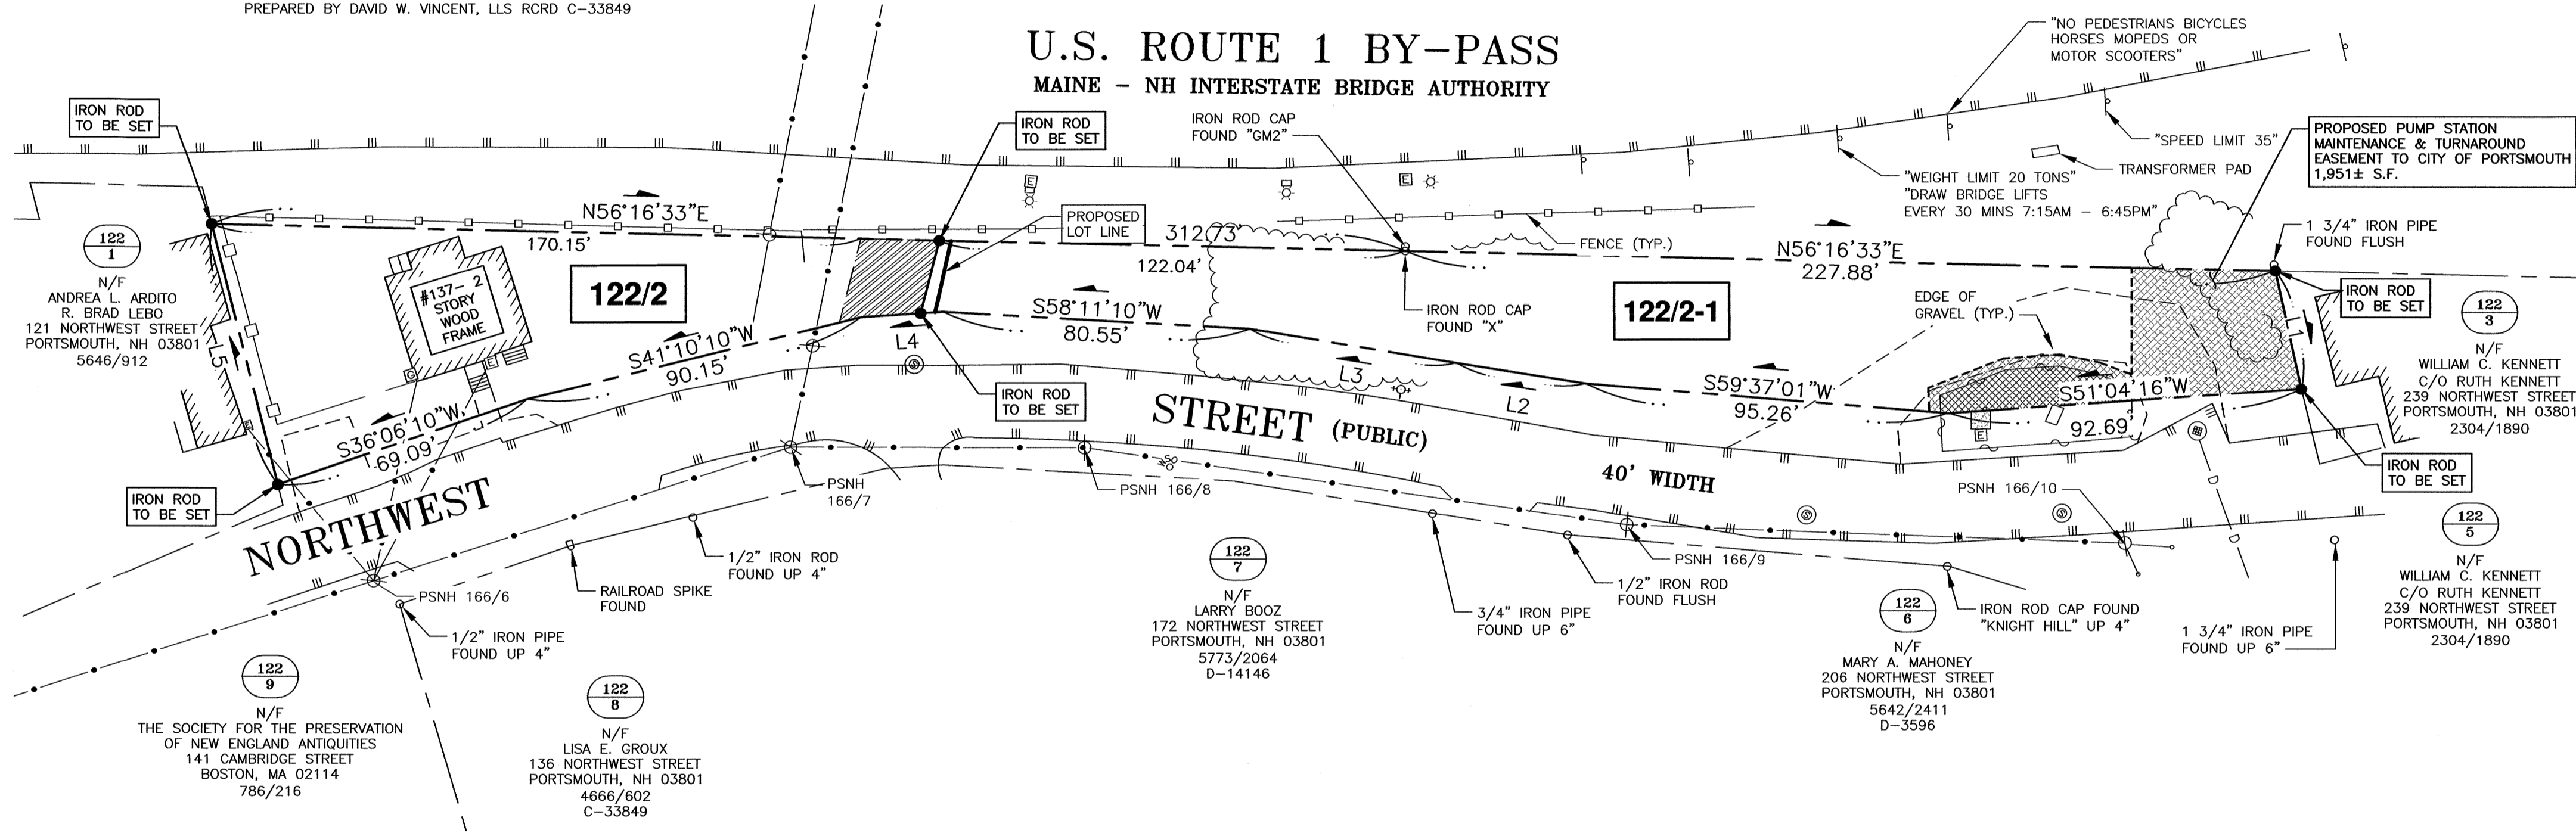 PREPARED BY DAVID W. VINCENT, LLS RCRD C-33849
U.S. ROUTE 1 BY-PASS
MAINE - NH INTERSTATE BRIDGE AUTHORITY
"NO PEDESTRIANS BICYCLES
HORSES MOPEDS OR
MOTOR SCOOTERS"
IRON ROD
TO BE SET
IRON ROD
TO BE SET
IRON ROD CAP
FOUND "GM2"
"SPEED LIMIT 35"
PROPOSED PUMP STATION
MAINTENANCE & TURNAROUND
EASEMENT TO CITY OF PORTSMOUTH
1,951± S.F.
TRANSFORMER PAD
"WEIGHT LIMIT 20 TONS"
"DRAW BRIDGE LIFTS
EVERY 30 MINS 7:15AM - 6:45PM"
E
E
N56°16'33"E
170.15'
PROPOSED
LOT LINE
312.73'
122.04'
FENCE (TYP.)
N56°16'33"E
227.88'
1 3/4" IRON PIPE
FOUND FLUSH
IRON ROD
TO BE SET
122
1
N/F
ANDREA L. ARDITO
R. BRAD LEBO
121 NORTHWEST STREET
PORTSMOUTH, NH 03801
5646/912
L5
#137- 2
STORY
WOOD
FRAME
G
E
122/2
S58°11'10"W
80.55'
IRON ROD CAP
FOUND "X"
122/2-1
EDGE OF
GRAVEL (TYP.)
L1
122
3
N/F
WILLIAM C. KENNETT
C/O RUTH KENNETT
239 NORTHWEST STREET
PORTSMOUTH, NH 03801
2304/1890
S41°10'10"W
90.15'
L4
S
L3
L2
S59°37'01"W
95.26'
S51°04'16"W
92.69'
E
S36°06'10"W
69.09'
IRON ROD
TO BE SET
IRON ROD
TO BE SET
NORTHWEST
STREET (PUBLIC)
40' WIDTH
IRON ROD
TO BE SET
PSNH
166/7
PSNH 166/8
WSO
PSNH 166/10
S
S
D
D
PSNH 166/6
PSNH 166/9
1/2" IRON ROD
FOUND UP 4"
RAILROAD SPIKE
FOUND
1/2" IRON PIPE
FOUND UP 4"
3/4" IRON PIPE
FOUND UP 6"
1/2" IRON ROD
FOUND FLUSH
IRON ROD CAP FOUND
"KNIGHT HILL" UP 4"
1 3/4" IRON PIPE
FOUND UP 6"
122
5
N/F
WILLIAM C. KENNETT
C/O RUTH KENNETT
239 NORTHWEST STREET
PORTSMOUTH, NH 03801
2304/1890
122
9
N/F
THE SOCIETY FOR THE PRESERVATION
OF NEW ENGLAND ANTIQUITIES
141 CAMBRIDGE STREET
BOSTON, MA 02114
786/216
122
8
N/F
LISA E. GROUX
136 NORTHWEST STREET
PORTSMOUTH, NH 03801
4666/602
C-33849
122
7
N/F
LARRY BOOZ
172 NORTHWEST STREET
PORTSMOUTH, NH 03801
5773/2064
D-14146
122
6
N/F
MARY A. MAHONEY
206 NORTHWEST STREET
PORTSMOUTH, NH 03801
5642/2411
D-3596